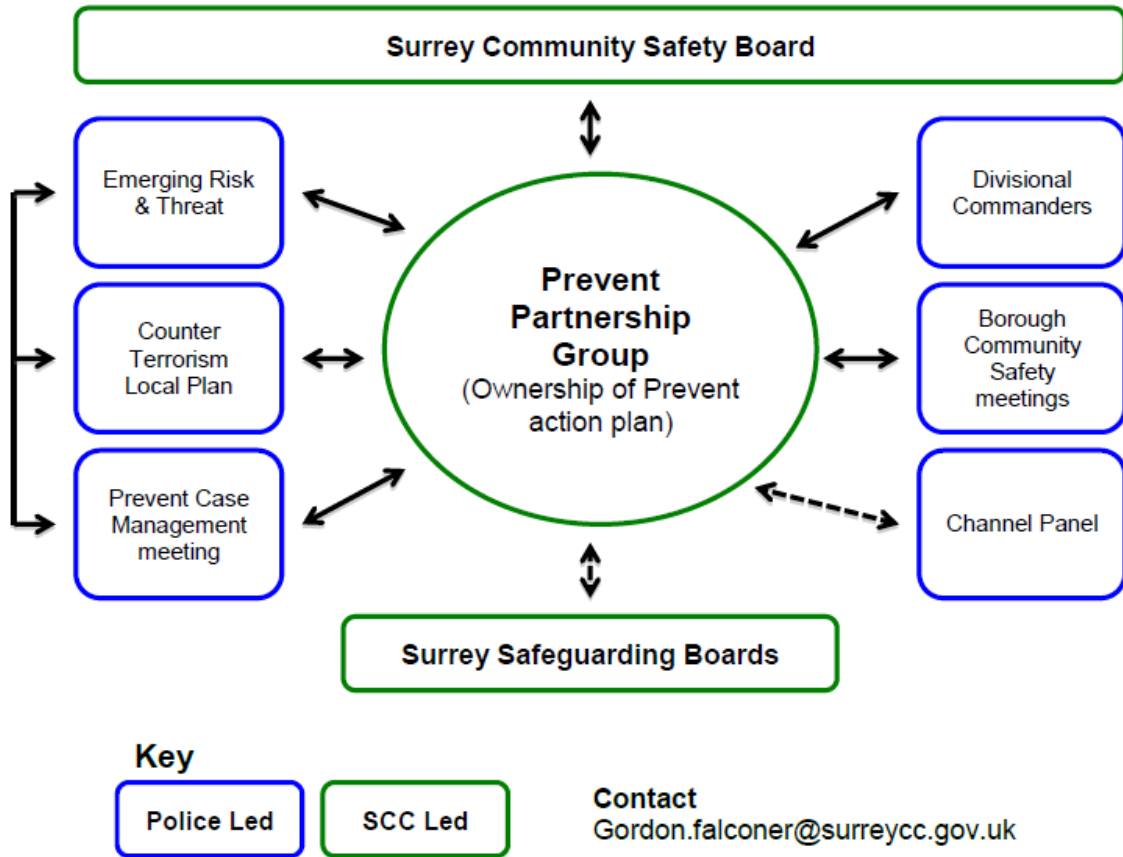 Surrey Community Safety Board
Emerging Risk
& Threat
Counter
Terrorism
Local Plan
Prevent Case
Management
meeting
Prevent
Partnership
Group
(Ownership of Prevent
action plan)
Divisional
Commanders
Borough
Community
Safety
meetings
Channel Panel
Surrey Safeguarding Boards
Key
Police Led
SCC Led
Contact
Gordon.falconer@surreycc.gov.uk